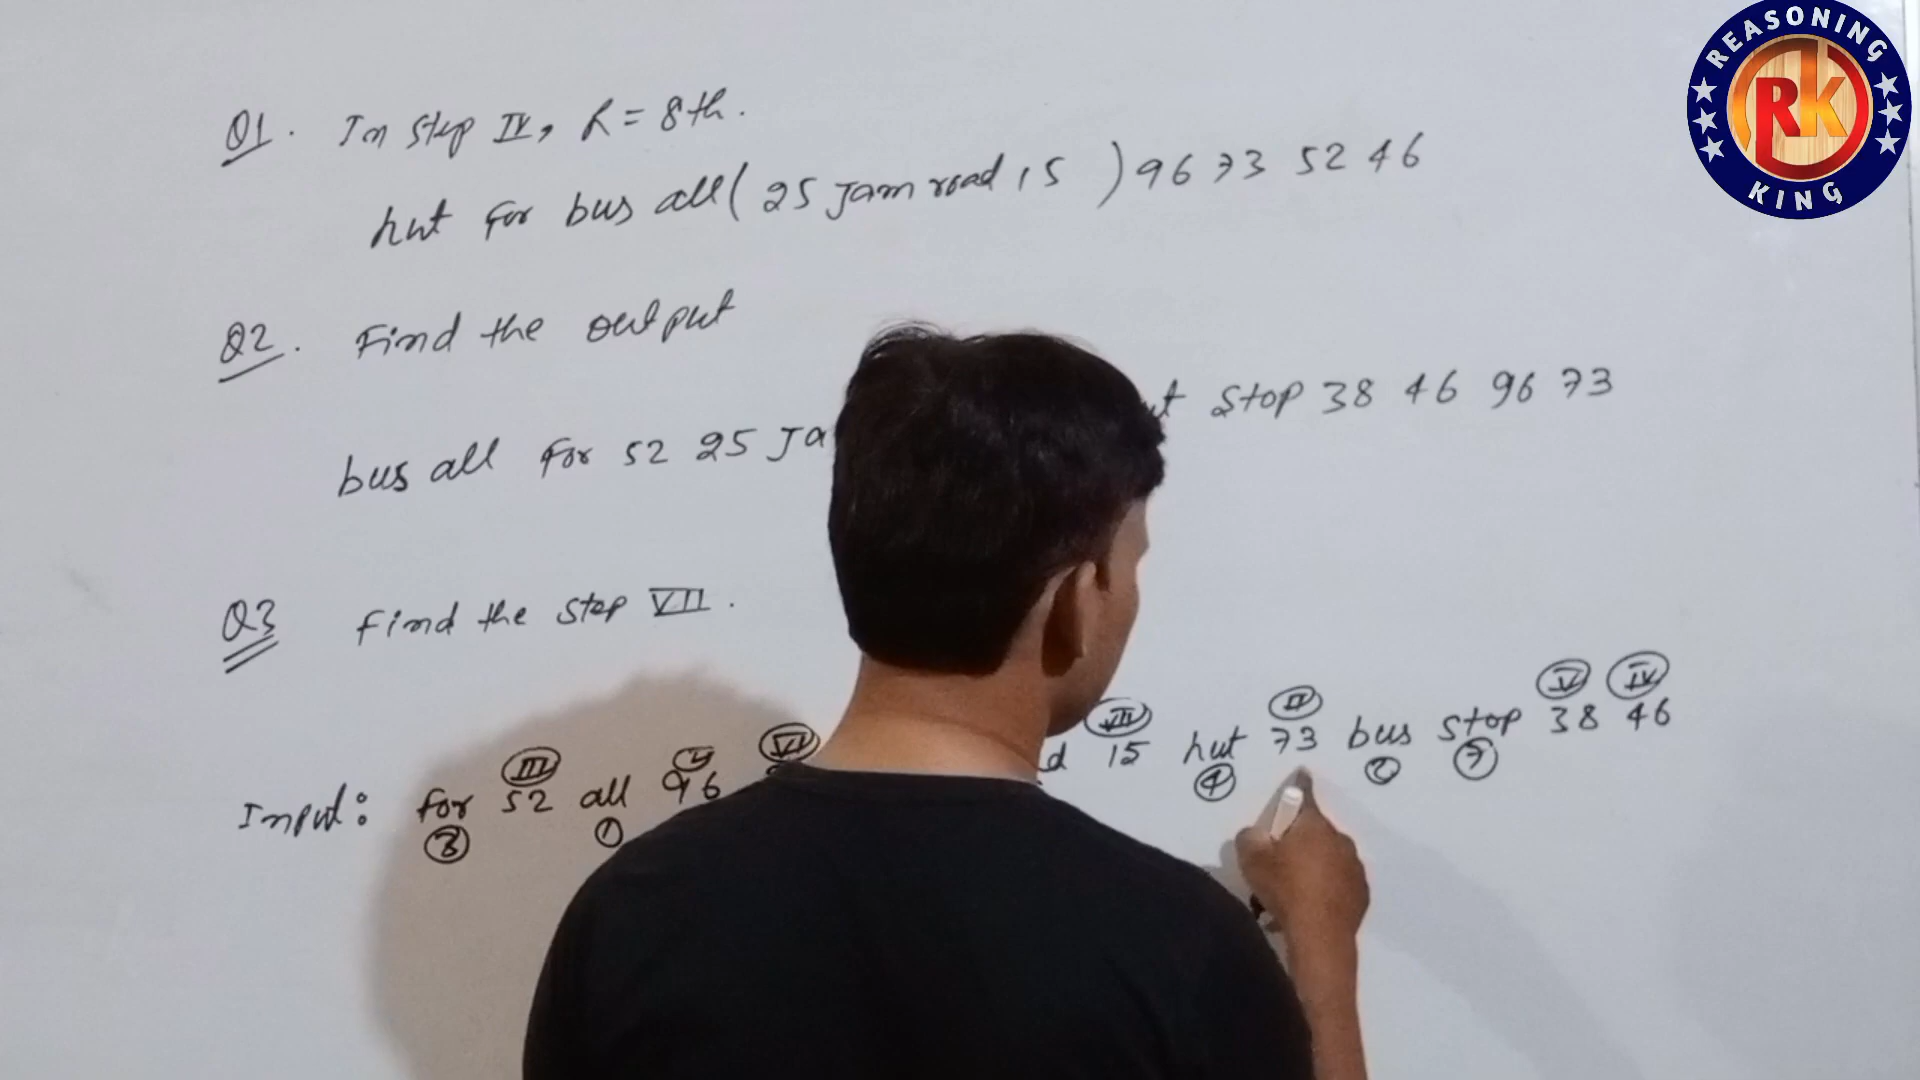 REASONING
RK
KING
Q1. In step IV, R = 8th.
hut for bus all ( 25 Jam road 15 ) 96 73 52 46
Q2. Find the output
bus all for 52 25 stop 38 46 96 73
Q3 Find the step VII.
III VI VII II V IV
Input: for 52 all 96 15 hut 73 bus stop 38 46
3 1 4 2 7